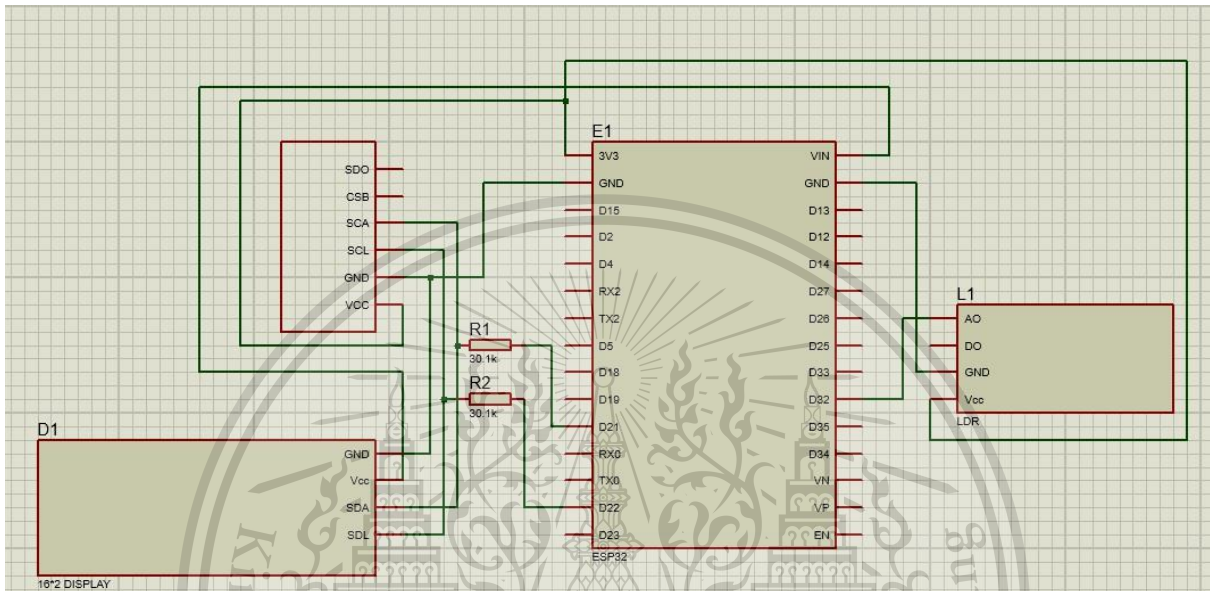 E1
3V3
GND
D15
D2
D4
RX2
TX2
D5
D18
D19
D21
RX0
TX0
D22
D23
VIN
GND
D13
D12
D14
D27
D26
D25
D33
D32
D35
D34
VN
VP
EN
ESP32
SDO
CSB
SCA
SCL
GND
VCC
R1
30.1k
R2
30.1k
L1
AO
DO
GND
Vcc
LDR
D1
GND
Vcc
SDA
SDL
16*2 DISPLAY